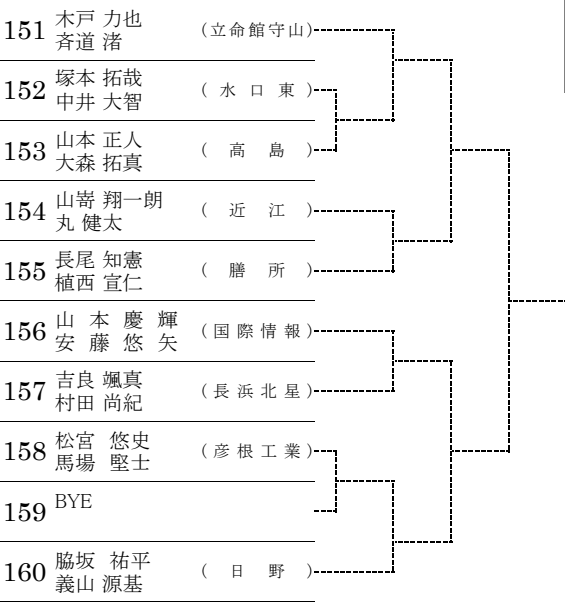 151 木戸 力也 (立命館守山)
斉道 渚
152 塚本 拓哉 (水口東)
中井 大智
153 山本 正人 (高島)
大森 拓真
154 山嵜 翔一朗 (近江)
丸 健太
155 長尾 知憲 (膳所)
植西 宣仁
156 山本慶輝 (国際情報)
安藤悠矢
157 吉良 颯真 (長浜北星)
村田 尚紀
158 松宮 悠史 (彦根工業)
馬場 堅士
159 BYE
160 脇坂 祐平 (日野)
義山 源基